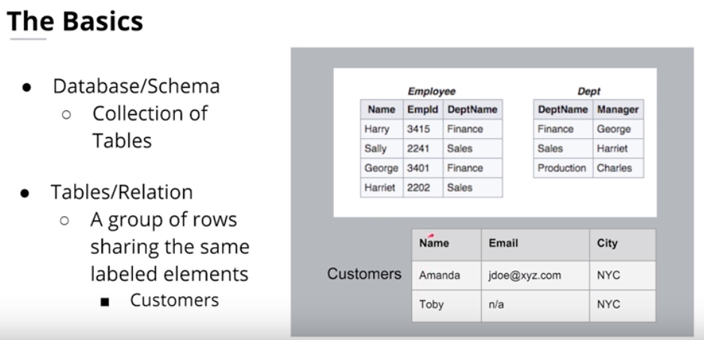 The Basics
● Database/Schema
○ Collection of
Tables
● Tables/Relation
○ A group of rows
sharing the same
labeled elements
■ Customers
Employee
Name EmpId DeptName
Harry 3415 Finance
Sally 2241 Sales
George 3401 Finance
Harriet 2202 Sales
Dept
DeptName Manager
Finance George
Sales Harriet
Production Charles
Customers
Name Email City
Amanda jdoe@xyz.com NYC
Toby n/a NYC